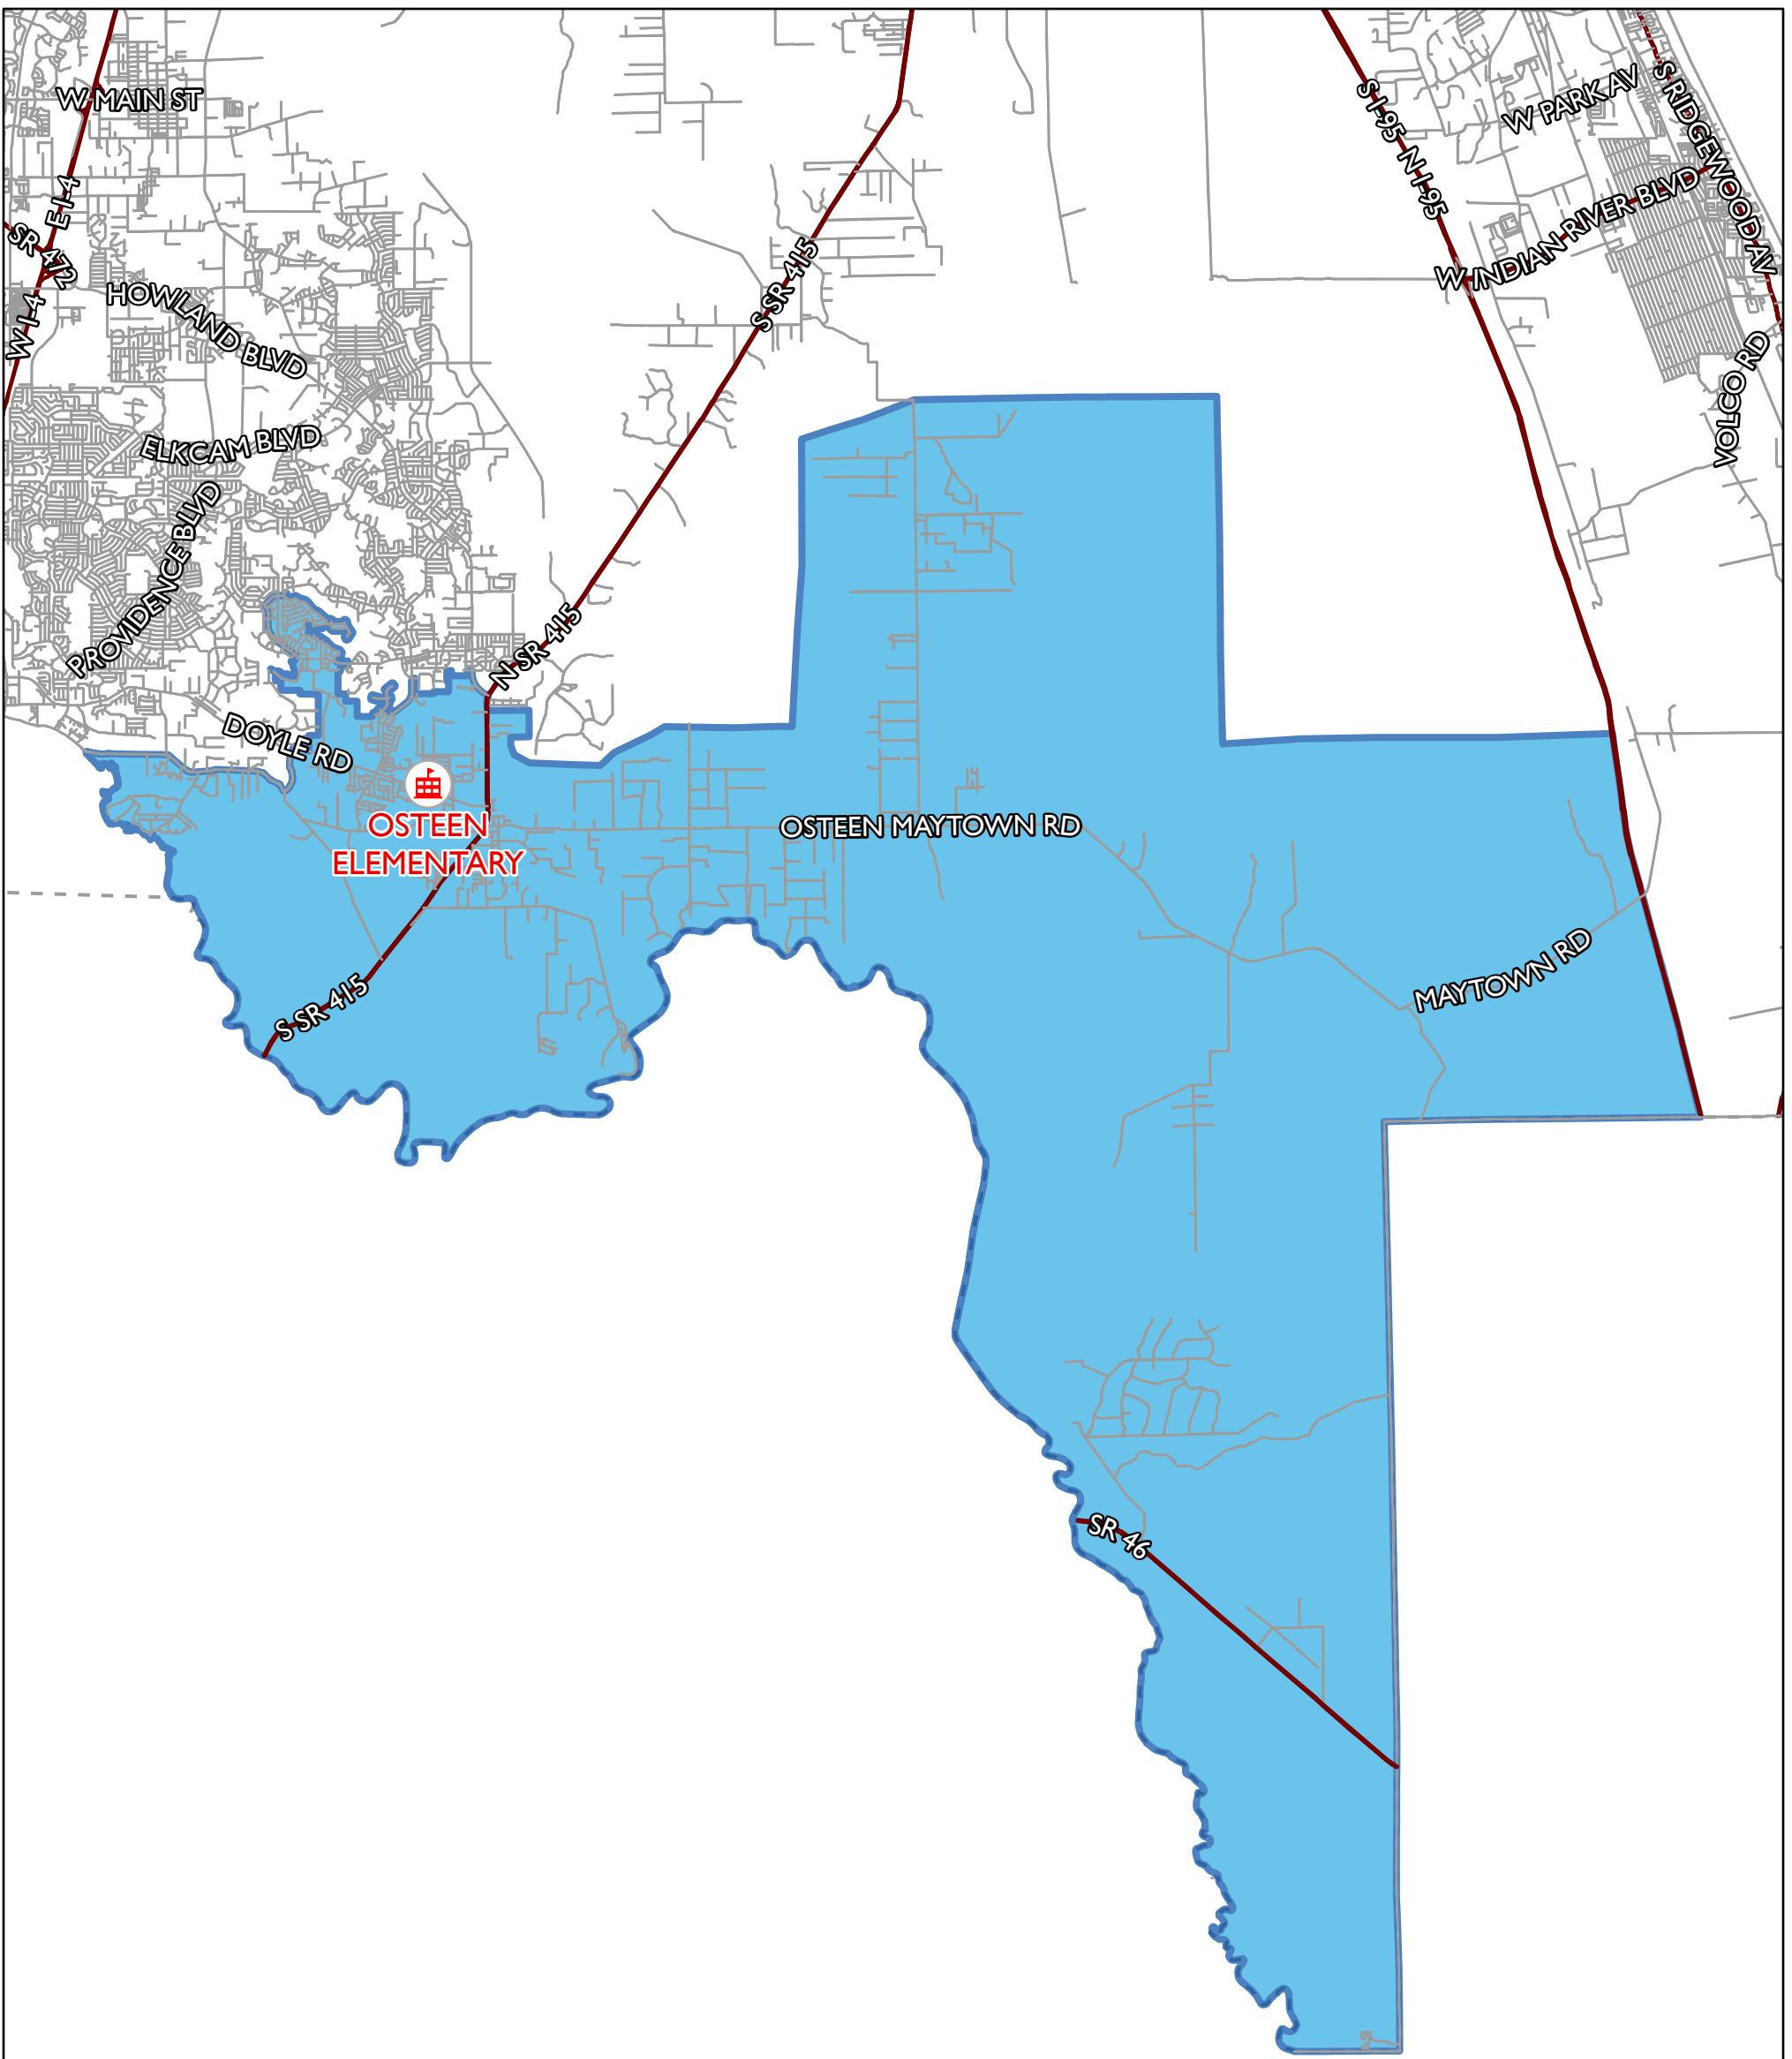 W MAIN ST
E I-4
SR 472
W I-4
HOWLAND BLVD
ELKCAM BLVD
PROVIDENCE BLVD
DOYLE RD
S SR 415
N SR 415
S I-95
N I-95
W PARK AV
S RIDGEWOOD AV
W INDIAN RIVER BLVD
VOLCO RD
OSTEEN
ELEMENTARY
OSTEEN MAYTOWN RD
MAYTOWN RD
S SR 415
SR 46